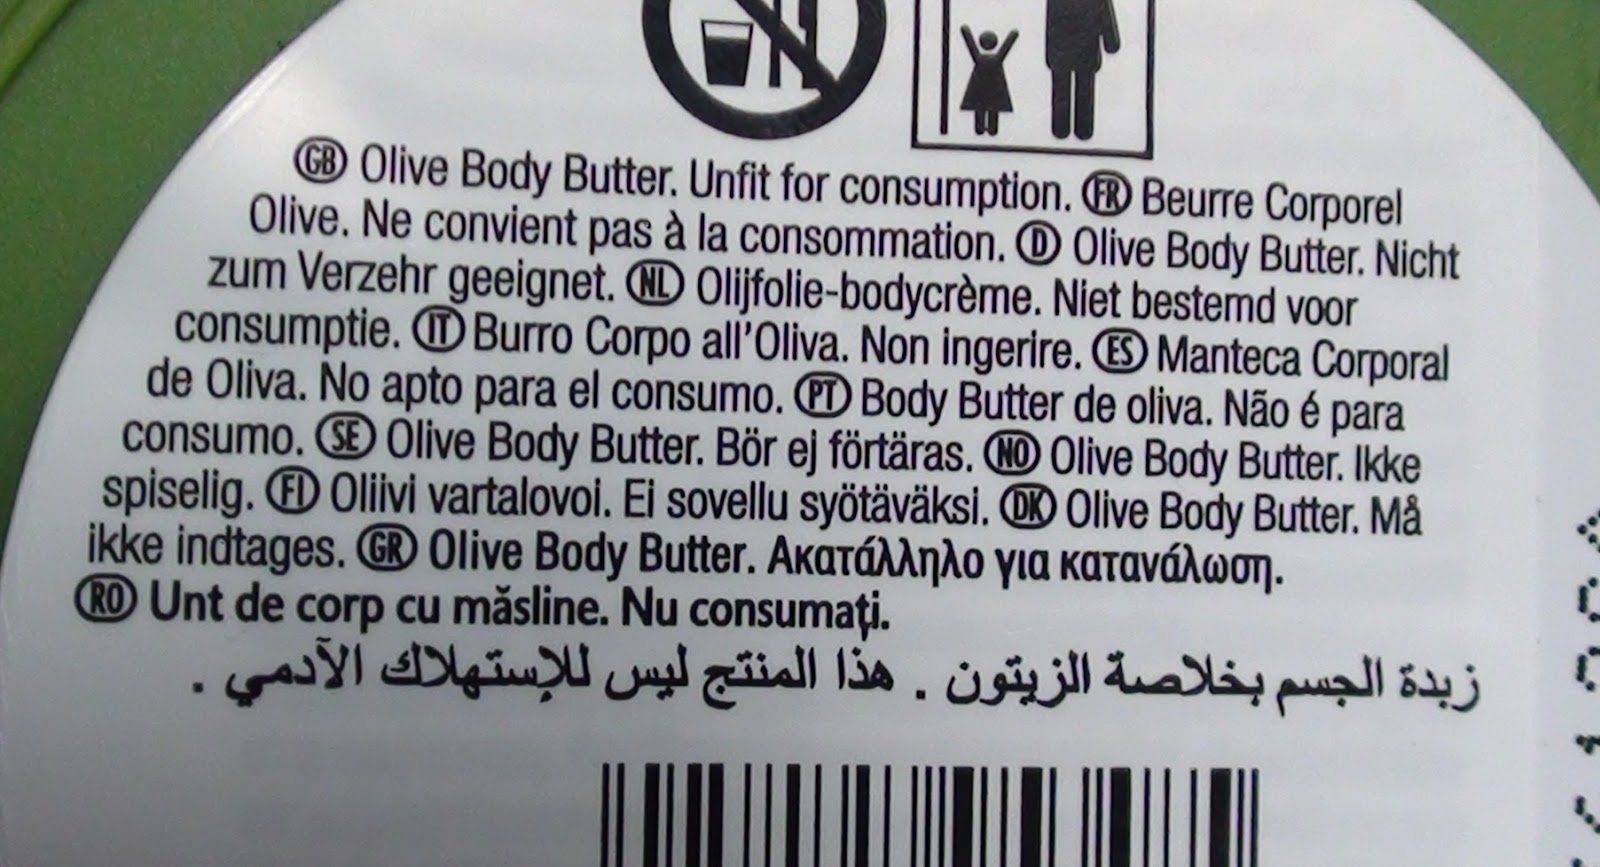 GB Olive Body Butter. Unfit for consumption. FR Beurre Corporel
Olive. Ne convient pas à la consommation. D Olive Body Butter. Nicht
zum Verzehr geeignet. NL Olijfolie-bodycrème. Niet bestemd voor
consumptie. IT Burro Corpo all'Oliva. Non ingerire. ES Manteca Corporal
de Oliva. No apto para el consumo. PT Body Butter de oliva. Não é para
consumo. SE Olive Body Butter. Bör ej förtäras. NO Olive Body Butter. Ikke
spiselig. FI Oliivi vartalovoi. Ei sovellu syötäväksi. DK Olive Body Butter. Må
ikke indtages. GR Olive Body Butter. Ακατάλληλο για κατανάλωση.
RO Unt de corp cu măsline. Nu consumaţi.
زبدة الجسم بخلاصة الزيتون . هذا المنتج ليس للإستهلاك الآدمي .